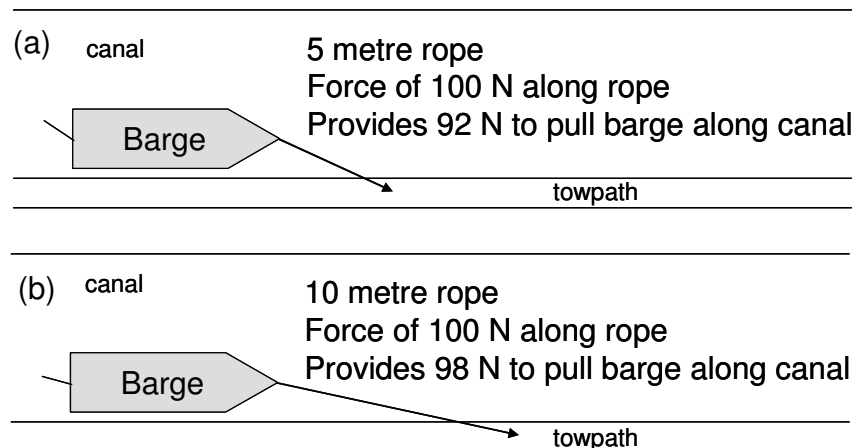 (a) canal
5 metre rope
Force of 100 N along rope
Provides 92 N to pull barge along canal
Barge
towpath
(b) canal
10 metre rope
Force of 100 N along rope
Provides 98 N to pull barge along canal
Barge
towpath